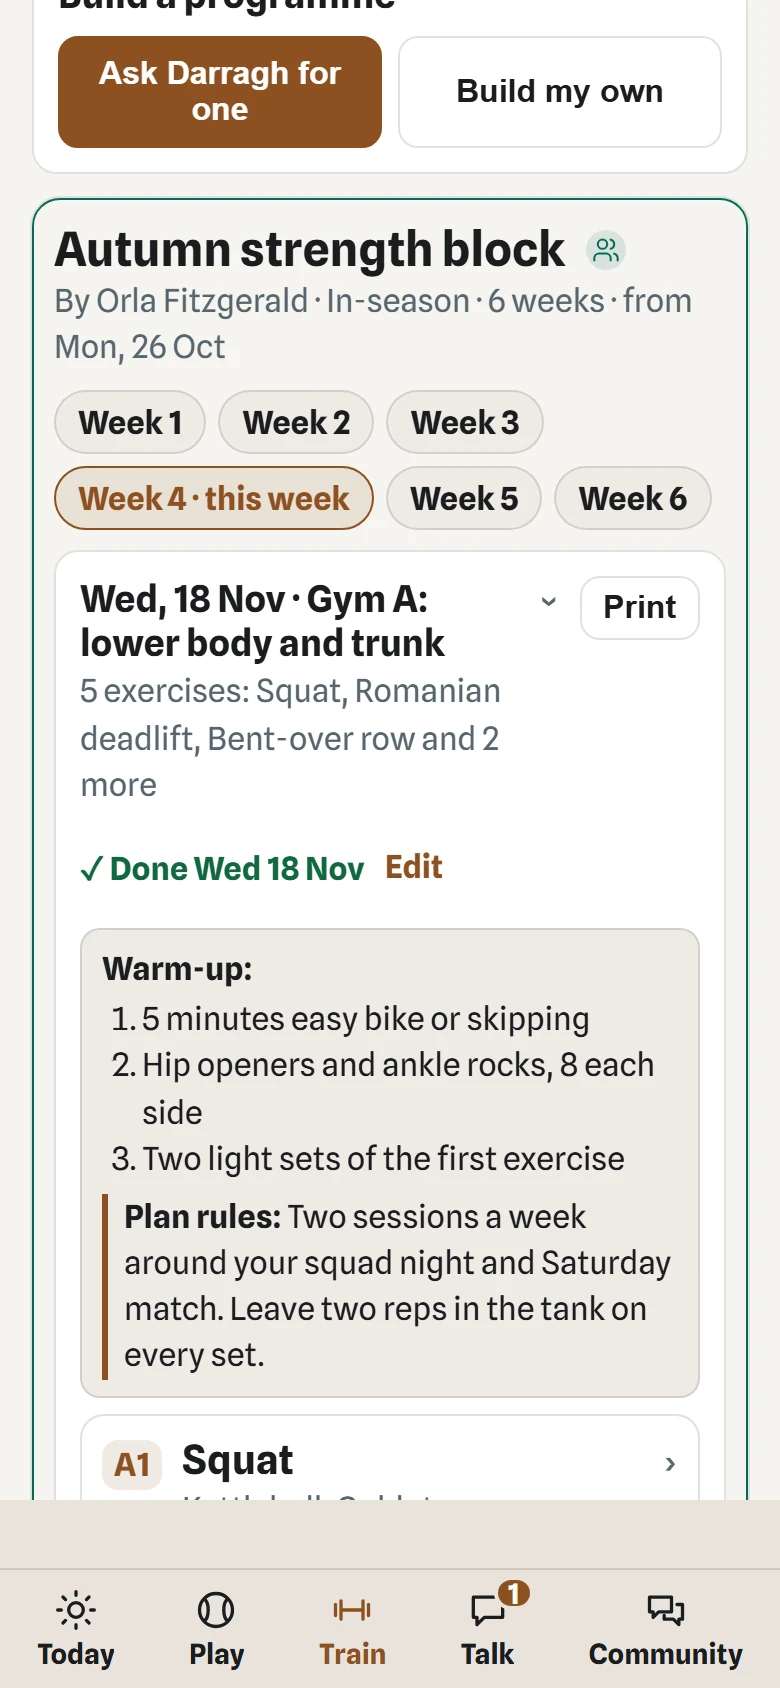 Build a programme
Ask Darragh for
one
Build my own
Autumn strength block
By Orla Fitzgerald · In-season · 6 weeks · from
Mon, 26 Oct
Week 1
Week 2
Week 3
Week 4 · this week
Week 5
Week 6
Wed, 18 Nov · Gym A:
lower body and trunk
Print
5 exercises: Squat, Romanian
deadlift, Bent-over row and 2
more
✓ Done Wed 18 Nov
Edit
Warm-up:
1. 5 minutes easy bike or skipping
2. Hip openers and ankle rocks, 8 each
side
3. Two light sets of the first exercise
Plan rules: Two sessions a week
around your squad night and Saturday
match. Leave two reps in the tank on
every set.
A1
Squat
›
1
Today
Play
Train
Talk
Community